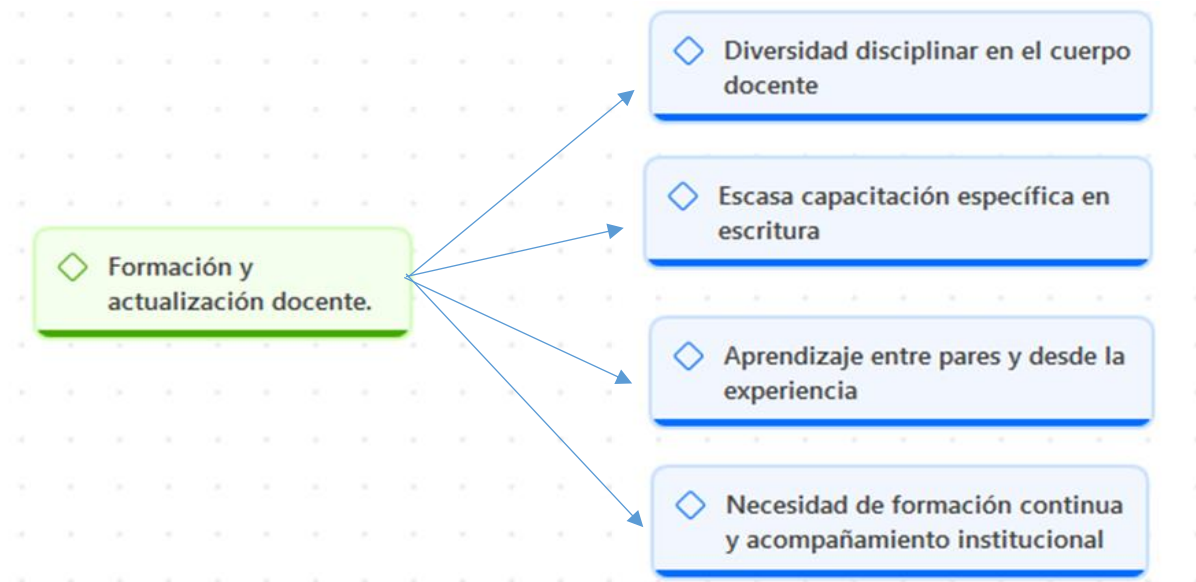 Formación y
actualización docente.
Diversidad disciplinar en el cuerpo
docente
Escasa capacitación específica en
escritura
Aprendizaje entre pares y desde la
experiencia
Necesidad de formación continua
y acompañamiento institucional